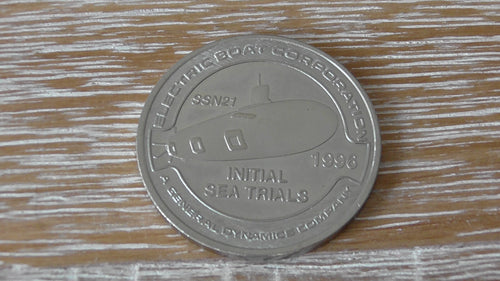 ELECTRIC BOAT CORPORATION
SSN21
1996
INITIAL
SEA TRIALS
A GENERAL DYNAMICS COMPANY